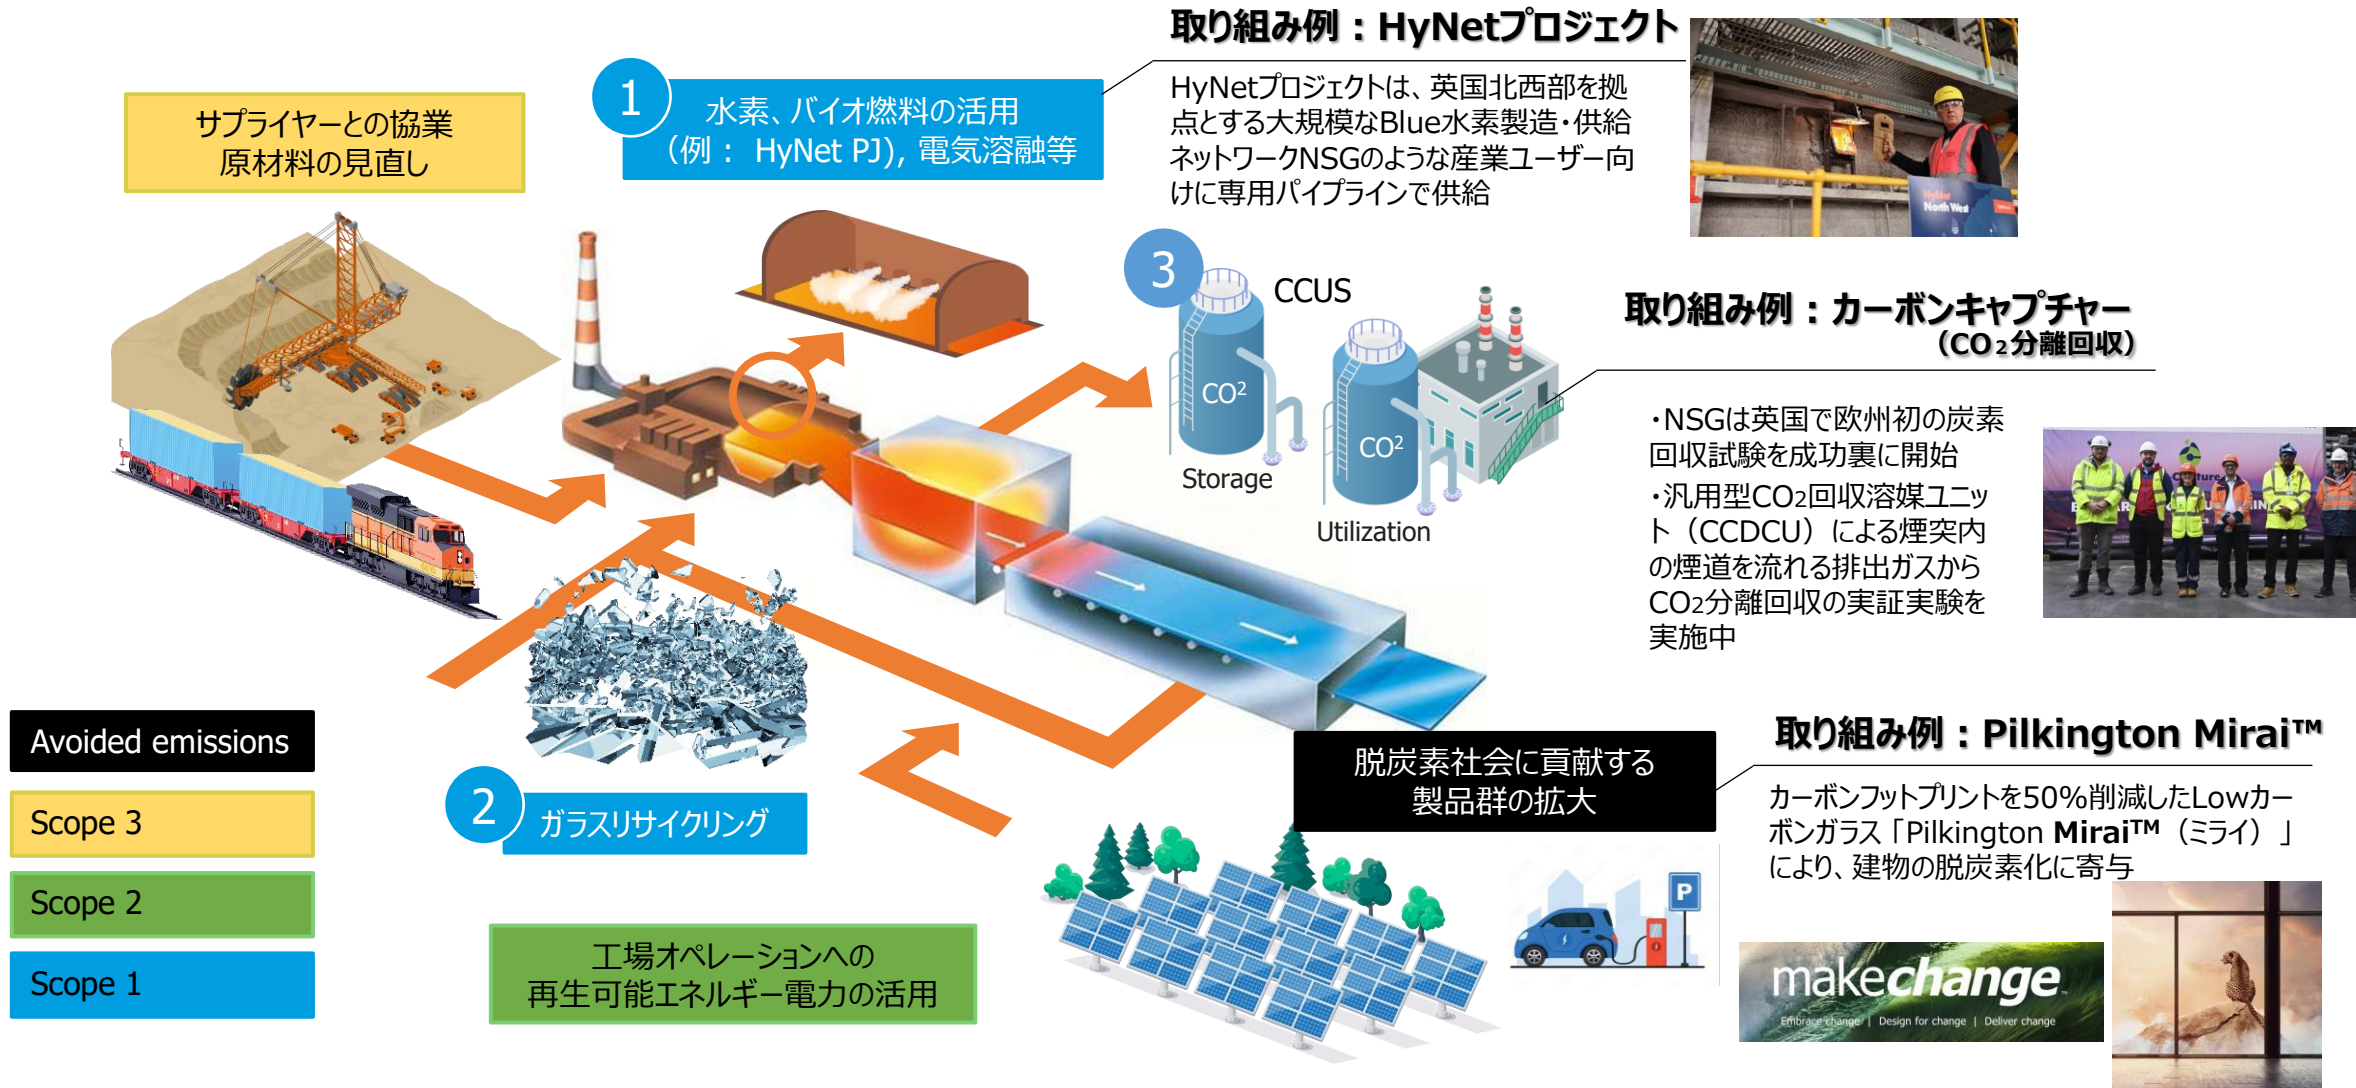 取り組み例：HyNetプロジェクト
HyNetプロジェクトは、英国北西部を拠
点とする大規模なBlue水素製造・供給
ネットワークNSGのような産業ユーザー向
けに専用パイプラインで供給
HyNet
North West
サプライヤーとの協業
原材料の見直し
1
水素、バイオ燃料の活用
（例： HyNet PJ), 電気溶融等
3
CCUS
CO2
Storage
CO2
Utilization
取り組み例：カーボンキャプチャー
（CO2分離回収）
・NSGは英国で欧州初の炭素
回収試験を成功裏に開始
・汎用型CO2回収溶媒ユニッ
ト（CCDCU）による煙突内
の煙道を流れる排出ガスから
CO2分離回収の実証実験を
実施中
Avoided emissions
Scope 3
Scope 2
Scope 1
2
ガラスリサイクリング
工場オペレーションへの
再生可能エネルギー電力の活用
脱炭素社会に貢献する
製品群の拡大
P
取り組み例：Pilkington Mirai™
カーボンフットプリントを50%削減したLowカー
ボンガラス「Pilkington Mirai™（ミライ）」
により、建物の脱炭素化に寄与
makechange
Embrace change | Design for change | Deliver change